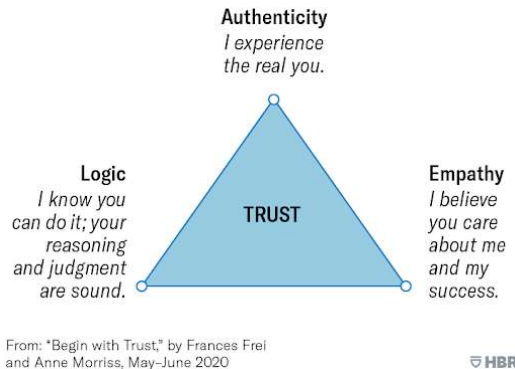 Authenticity
I experience
the real you.
Logic
I know you
can do it; your
reasoning
and judgment
are sound.
TRUST
Empathy
I believe
you care
about me
and my
success.
From: “Begin with Trust,” by Frances Frei
and Anne Morriss, May–June 2020
HBR